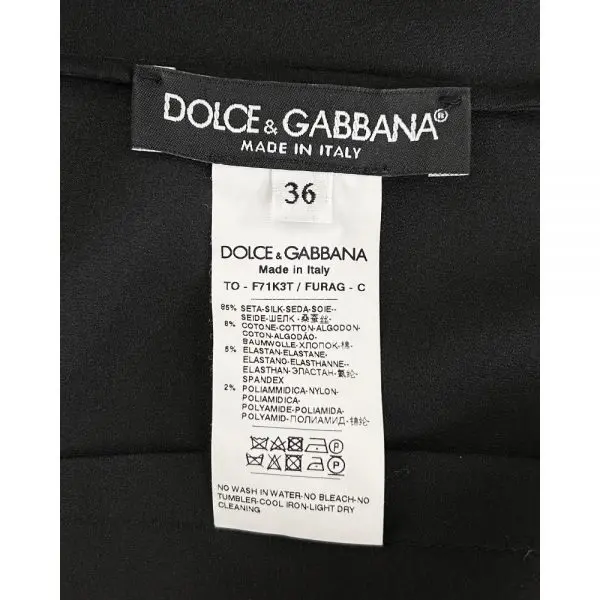 DOLCE & GABBANA®
MADE IN ITALY
36
DOLCE & GABBANA
Made in Italy
TO - F71K3T / FURAG - C
85% SETA-SILK-SEDA-SOIE-
SEIDE-ШЕЛК-桑蚕丝-
8% COTONE-COTTON-ALGODON-
COTON-ALGODÃO-
BAUMWOLLE-ХЛОПОК-棉-
5% ELASTAN-ELASTANE-
ELASTANO-ELASTHANNE-
ELASTHAN-ЭЛАСТАН-氨纶-
SPANDEX
2% POLIAMMIDICA-NYLON-
POLIAMIDICA-
POLYAMIDE-POLIAMIDA-
POLYAMID-ПОЛИАМИД-锦纶-
P
P
NO WASH IN WATER-NO BLEACH-NO
TUMBLER-COOL IRON-LIGHT DRY
CLEANING